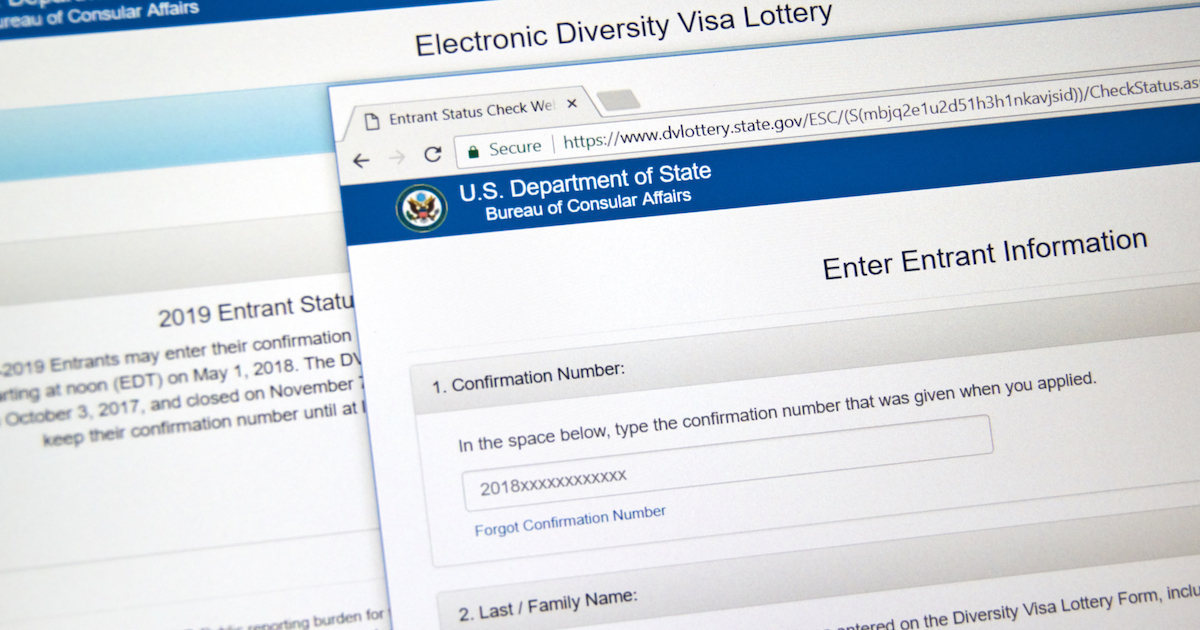 Bureau of Consular Affairs
Electronic Diversity Visa Lottery
2019 Entrant Statu
-2019 Entrants may enter their confirmation
arting at noon (EDT) on May 1, 2018. The DV
October 3, 2017, and closed on November 7
keep their confirmation number until at l
reporting burden for
Entrant Status Check We
Secure
https://www.dvlottery.state.gov/ESC/(S(mbjq2e1u2d51h3h1nkavjsid))/CheckStatus.as
U.S. Department of State
Bureau of Consular Affairs
Enter Entrant Information
1. Confirmation Number:
In the space below, type the confirmation number that was given when you applied.
2018xxxxxxxxxxxx
Forgot Confirmation Number
2. Last / Family Name:
entered on the Diversity Visa Lottery Form, inclu